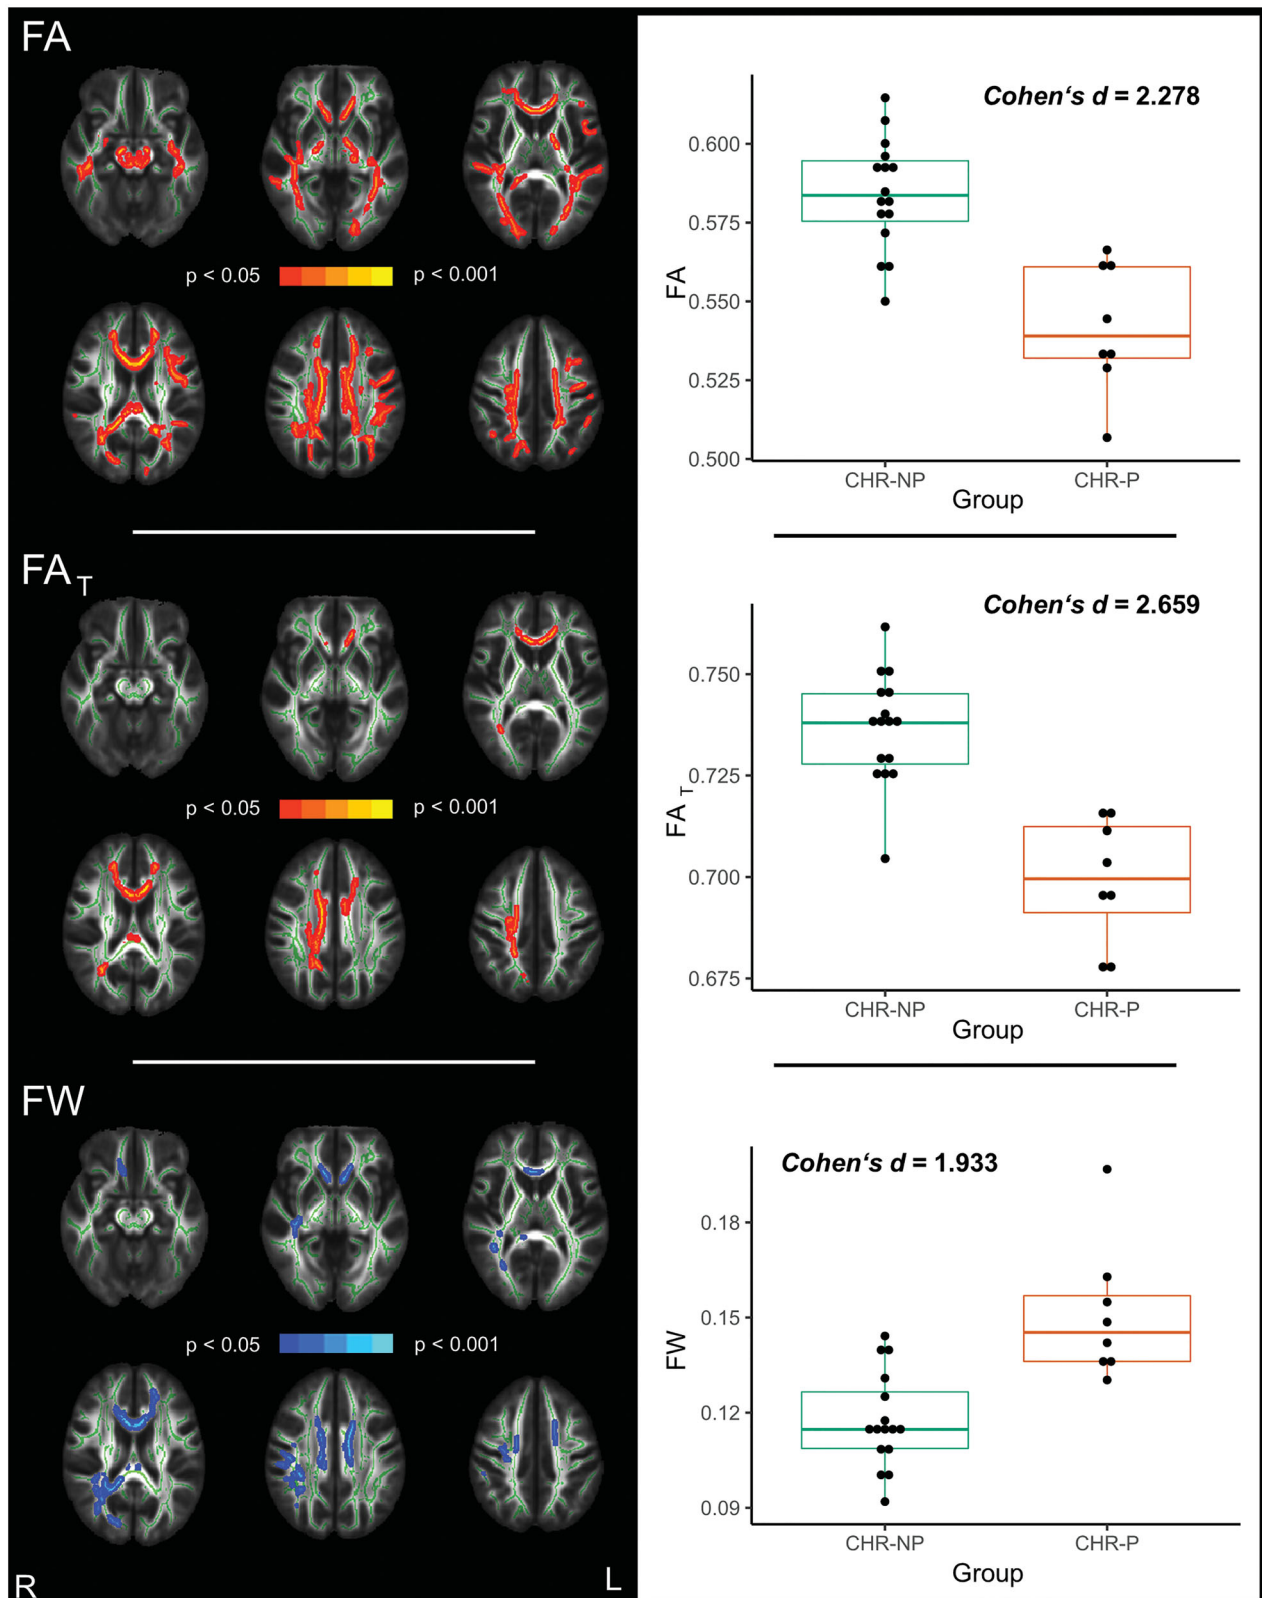 FA
p < 0.05 p < 0.001
FA T
p < 0.05 p < 0.001
FW
p < 0.05 p < 0.001
R L
Cohen‘s d = 2.278
0.600
0.575
0.550
0.525
0.500
FA
CHR-NP CHR-P
Group
Cohen‘s d = 2.659
0.750
0.725
0.700
0.675
FA T
CHR-NP CHR-P
Group
Cohen‘s d = 1.933
0.18
0.15
0.12
0.09
FW
CHR-NP CHR-P
Group